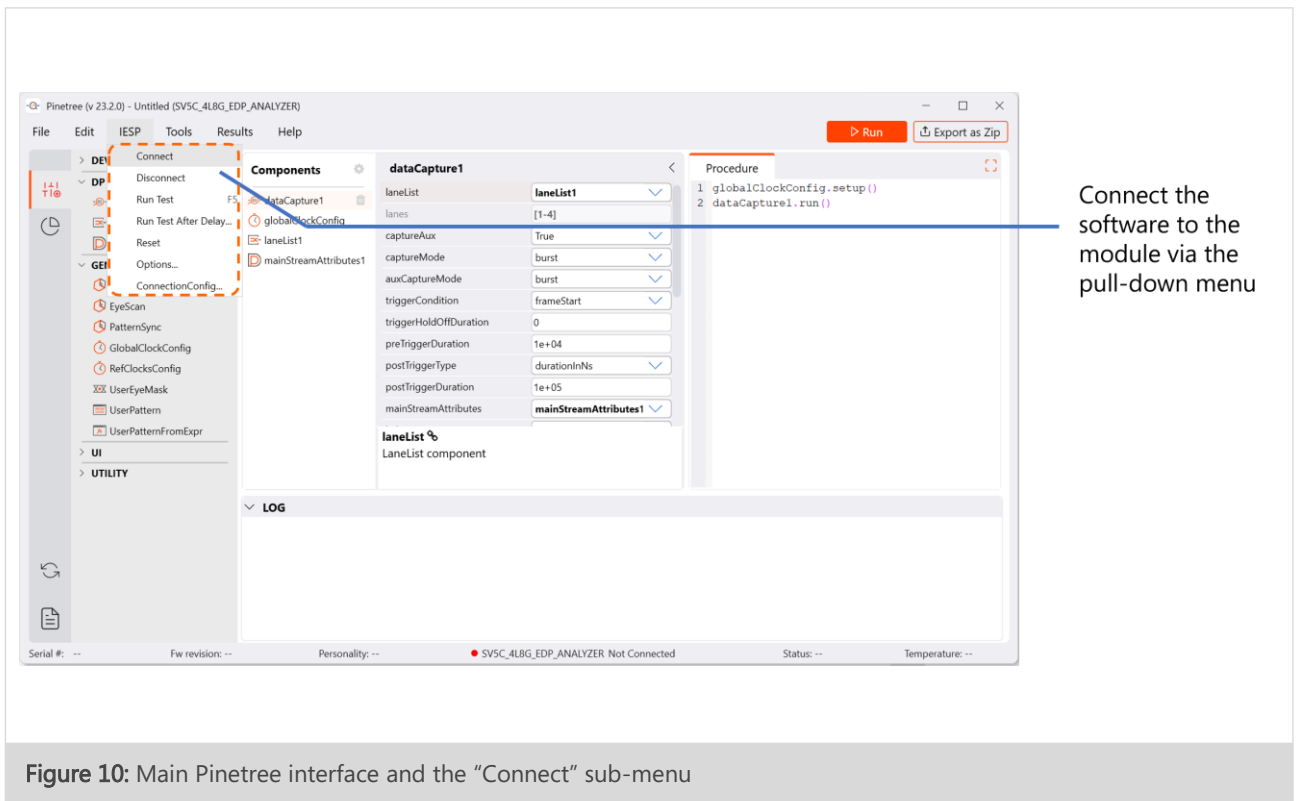 Pinetree (v 23.2.0) - Untitled (SV5C_4L8G_EDP_ANALYZER)
File Edit IESP Tools Results Help
Run Export as Zip
Connect
Disconnect
Run Test F5
Run Test After Delay...
Reset
Options...
ConnectionConfig...
DP
EyeScan
PatternSync
GlobalClockConfig
RefClocksConfig
UserEyeMask
UserPattern
UserPatternFromExpr
UI
UTILITY
Components
dataCapture1
globalClockConfig
laneList1
mainStreamAttributes1
dataCapture1
laneList laneList1
lanes [1-4]
captureAux True
captureMode burst
auxCaptureMode burst
triggerCondition frameStart
triggerHoldOffDuration 0
preTriggerDuration 1e+04
postTriggerType durationInNs
postTriggerDuration 1e+05
mainStreamAttributes mainStreamAttributes1
laneList
LaneList component
Procedure
1 globalClockConfig.setup()
2 dataCapture1.run()
LOG
Serial #: -- Fw revision: -- Personality: -- SV5C_4L8G_EDP_ANALYZER Not Connected Status: -- Temperature: --
Connect the
software to the
module via the
pull-down menu
Figure 10: Main Pinetree interface and the "Connect" sub-menu